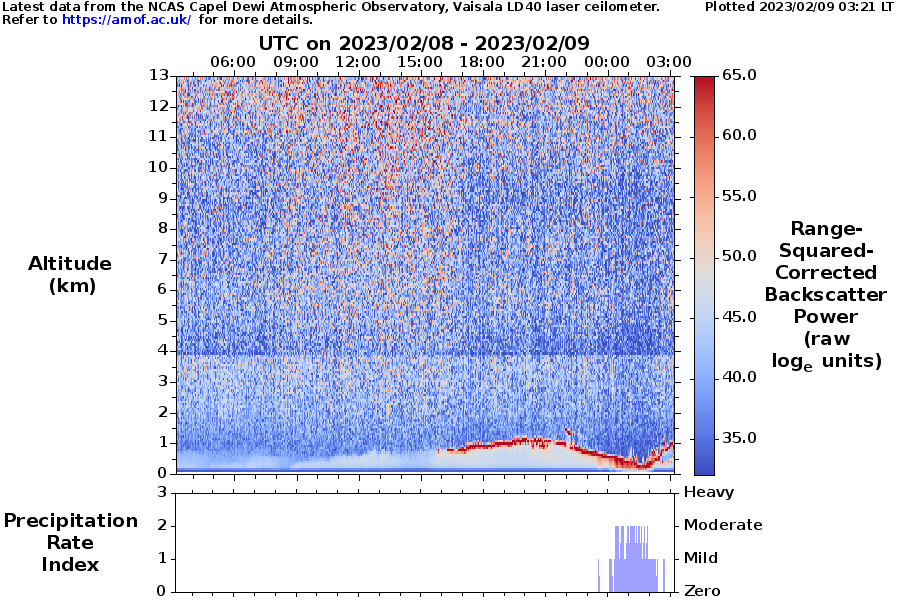 Latest data from the NCAS Capel Dewi Atmospheric Observatory, Vaisala LD40 laser ceilometer. Plotted 2023/02/09 03:21 LT
Refer to https://amof.ac.uk/ for more details.
UTC on 2023/02/08 - 2023/02/09
06:00 09:00 12:00 15:00 18:00 21:00 00:00 03:00
13
12
11
10
9
8
7
6
5
4
3
2
1
0
Altitude
(km)
65.0
60.0
55.0
50.0
45.0
40.0
35.0
Range-
Squared-
Corrected
Backscatter
Power
(raw
loge units)
3
2
1
0
Precipitation
Rate
Index
Heavy
Moderate
Mild
Zero